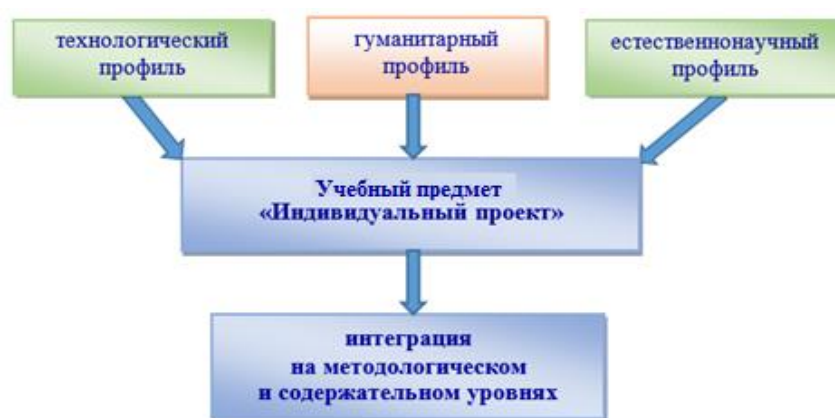 технологический
профиль
гуманитарный
профиль
естественнонаучный
профиль
Учебный предмет
«Индивидуальный проект»
интеграция
на методологическом
и содержательном уровнях